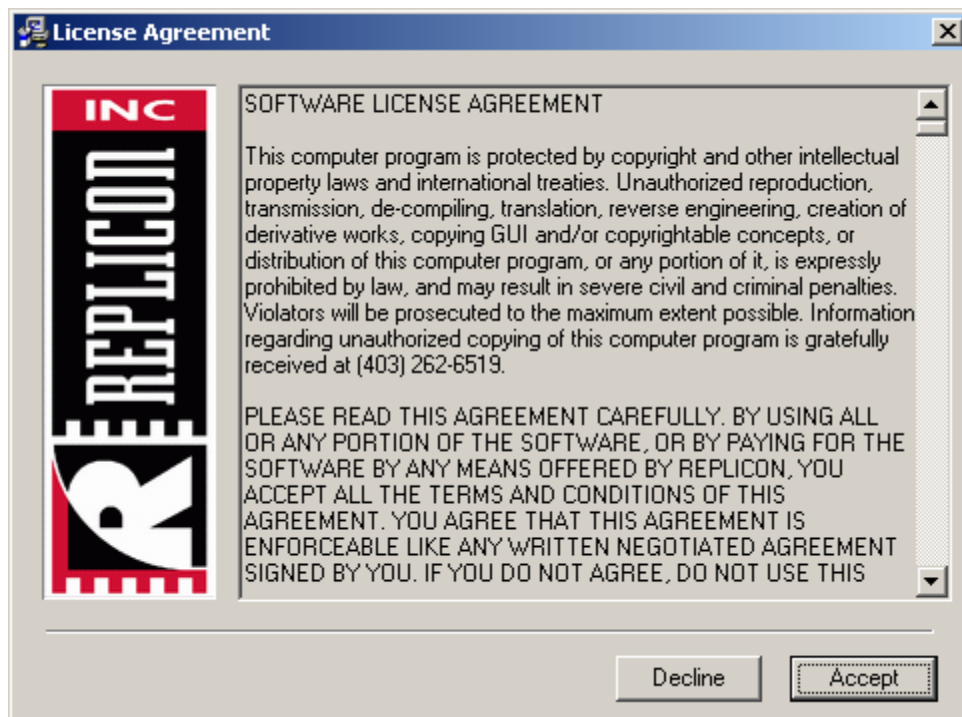 License Agreement
INC
REPLICON
R
SOFTWARE LICENSE AGREEMENT
This computer program is protected by copyright and other intellectual
property laws and international treaties. Unauthorized reproduction,
transmission, de-compiling, translation, reverse engineering, creation of
derivative works, copying GUI and/or copyrightable concepts, or
distribution of this computer program, or any portion of it, is expressly
prohibited by law, and may result in severe civil and criminal penalties.
Violators will be prosecuted to the maximum extent possible. Information
regarding unauthorized copying of this computer program is gratefully
received at (403) 262-6519.
PLEASE READ THIS AGREEMENT CAREFULLY. BY USING ALL
OR ANY PORTION OF THE SOFTWARE, OR BY PAYING FOR THE
SOFTWARE BY ANY MEANS OFFERED BY REPLICON, YOU
ACCEPT ALL THE TERMS AND CONDITIONS OF THIS
AGREEMENT. YOU AGREE THAT THIS AGREEMENT IS
ENFORCEABLE LIKE ANY WRITTEN NEGOTIATED AGREEMENT
SIGNED BY YOU. IF YOU DO NOT AGREE, DO NOT USE THIS
Decline
Accept